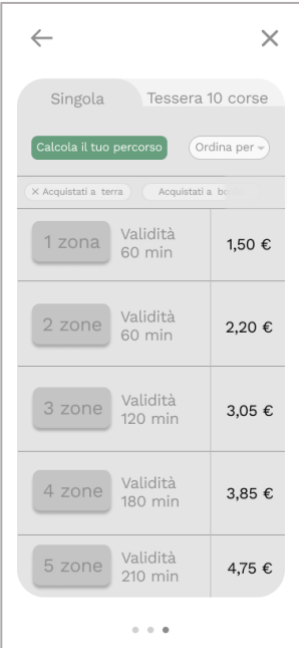 Singola Tessera 10 corse
Calcola il tuo percorso Ordina per
× Acquistati a terra Acquistati a
1 zona Validità 60 min 1,50 €
2 zone Validità 60 min 2,20 €
3 zone Validità 120 min 3,05 €
4 zone Validità 180 min 3,85 €
5 zone Validità 210 min 4,75 €